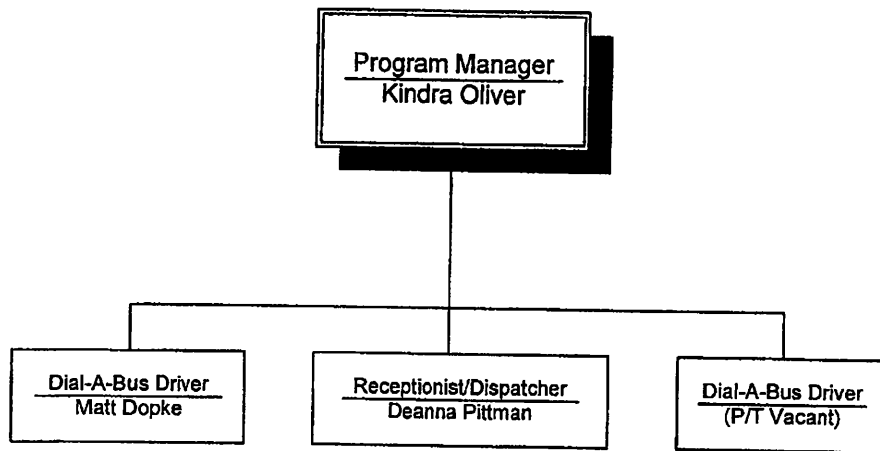 Program Manager
Kindra Oliver
Dial-A-Bus Driver
Matt Dopke
Receptionist/Dispatcher
Deanna Pittman
Dial-A-Bus Driver
(P/T Vacant)